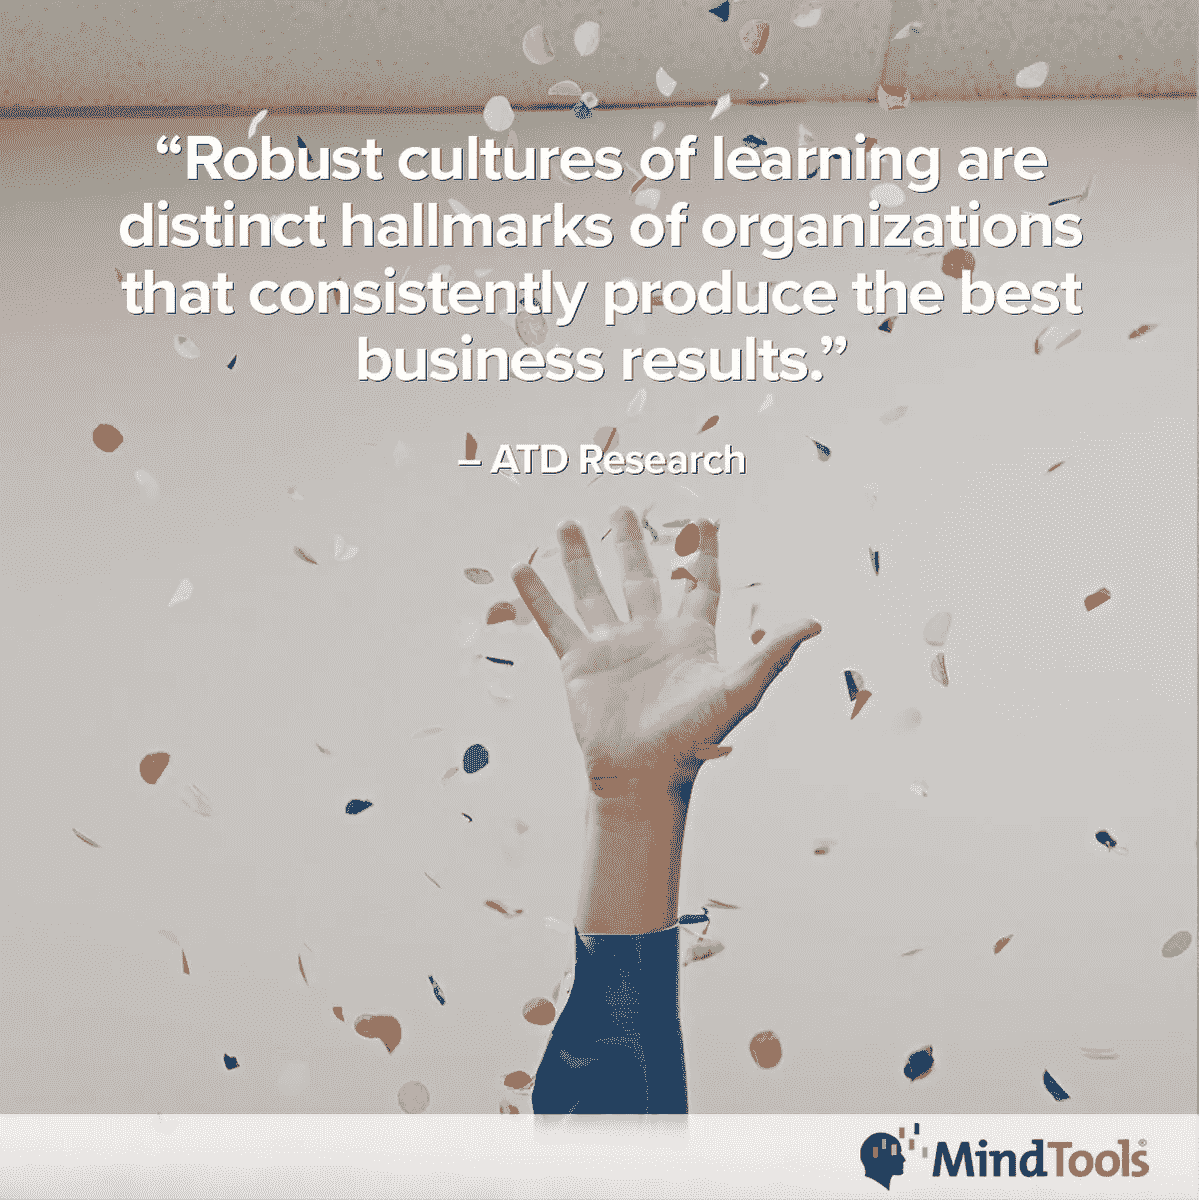 “Robust cultures of learning are
distinct hallmarks of organizations
that consistently produce the best
business results.”
– ATD Research
MindTools®